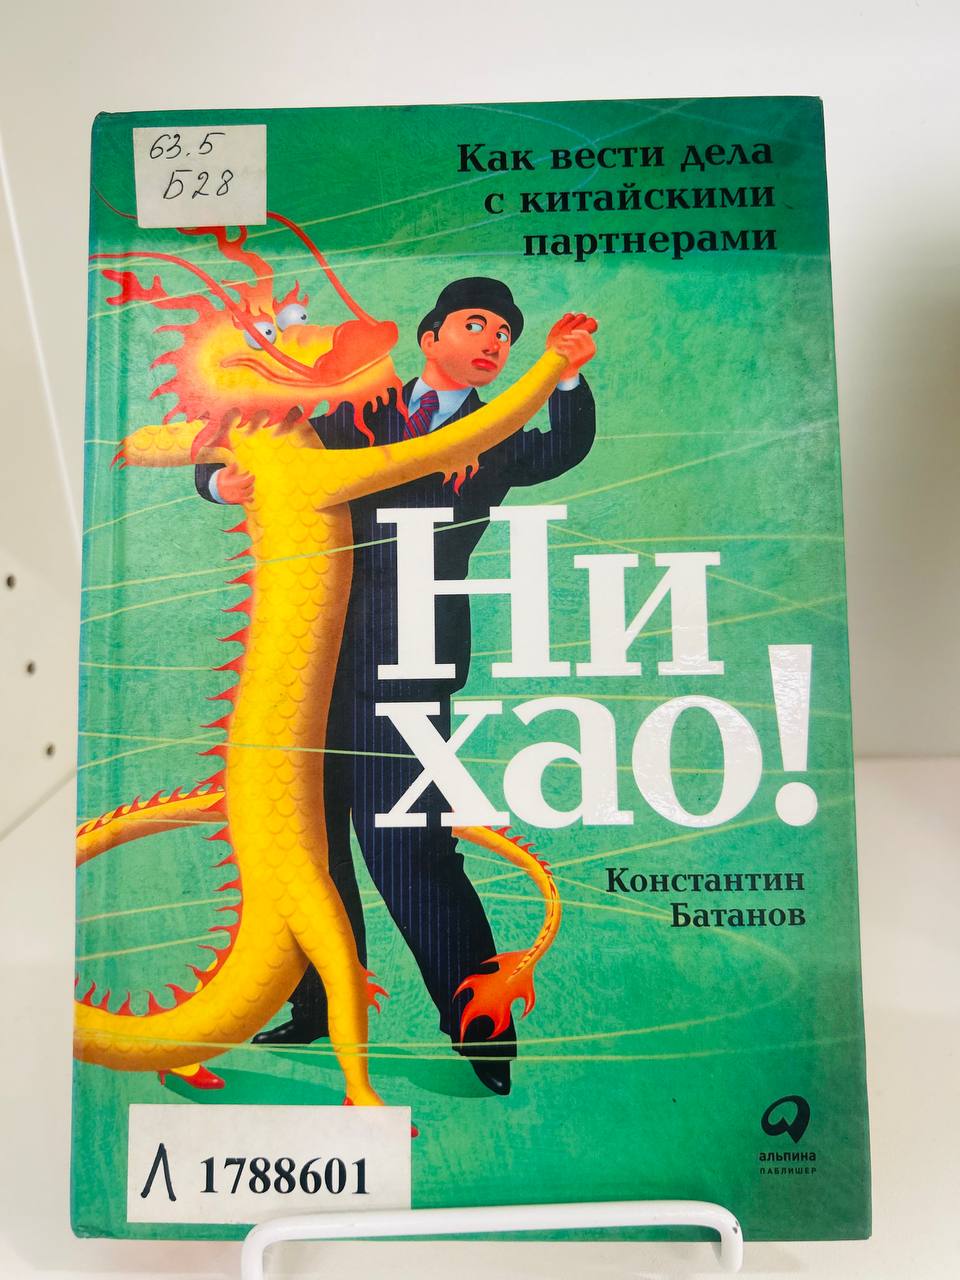 63.5
Б28
Как вести дела
с китайскими
партнерами
Ни
хао!
Константин
Батанов
альпина
ПАБЛИШЕР
Л 1788601